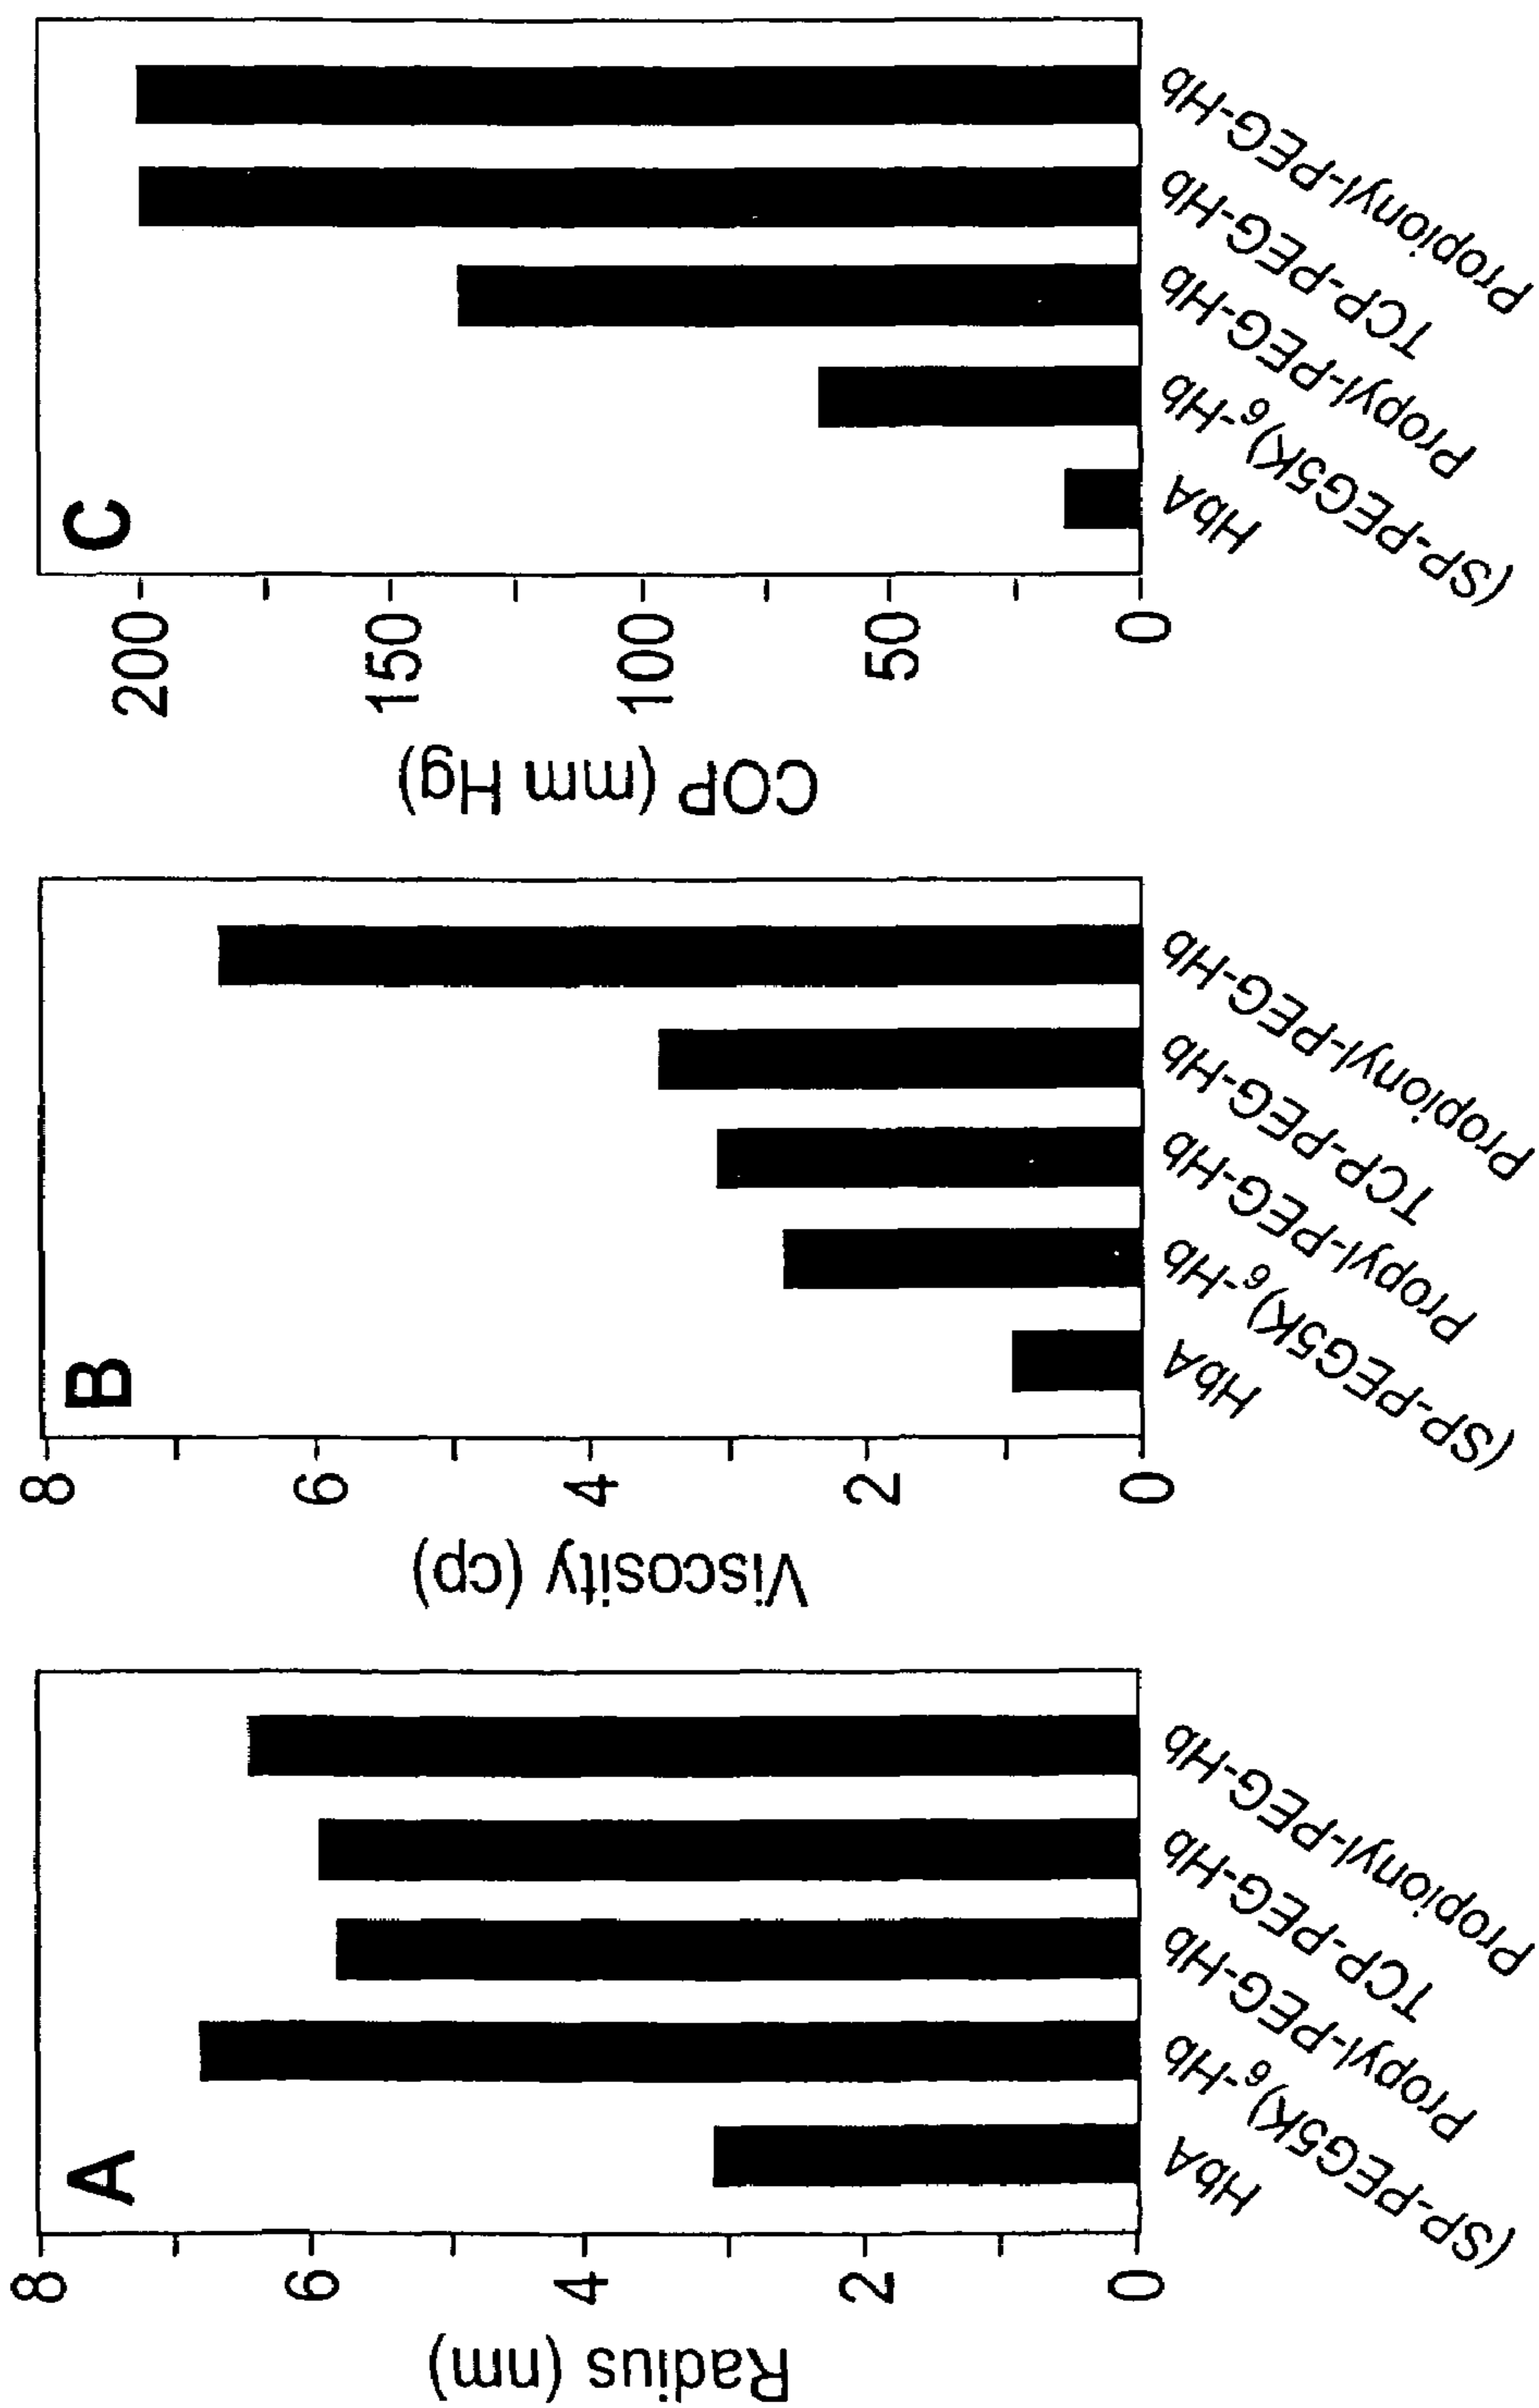 A
Radius (nm)
8
6
4
2
0
HbA
(SP-PEG5K)6-Hb
Propyl-PEG-Hb
TCP-PEG-Hb
Propionyl-PEG-Hb
B
Viscosity (cp)
8
6
4
2
0
HbA
(SP-PEG5K)6-Hb
Propyl-PEG-Hb
TCP-PEG-Hb
Propionyl-PEG-Hb
C
COP (mm Hg)
200
150
100
50
0
HbA
(SP-PEG5K)6-Hb
Propyl-PEG-Hb
TCP-PEG-Hb
Propionyl-PEG-Hb